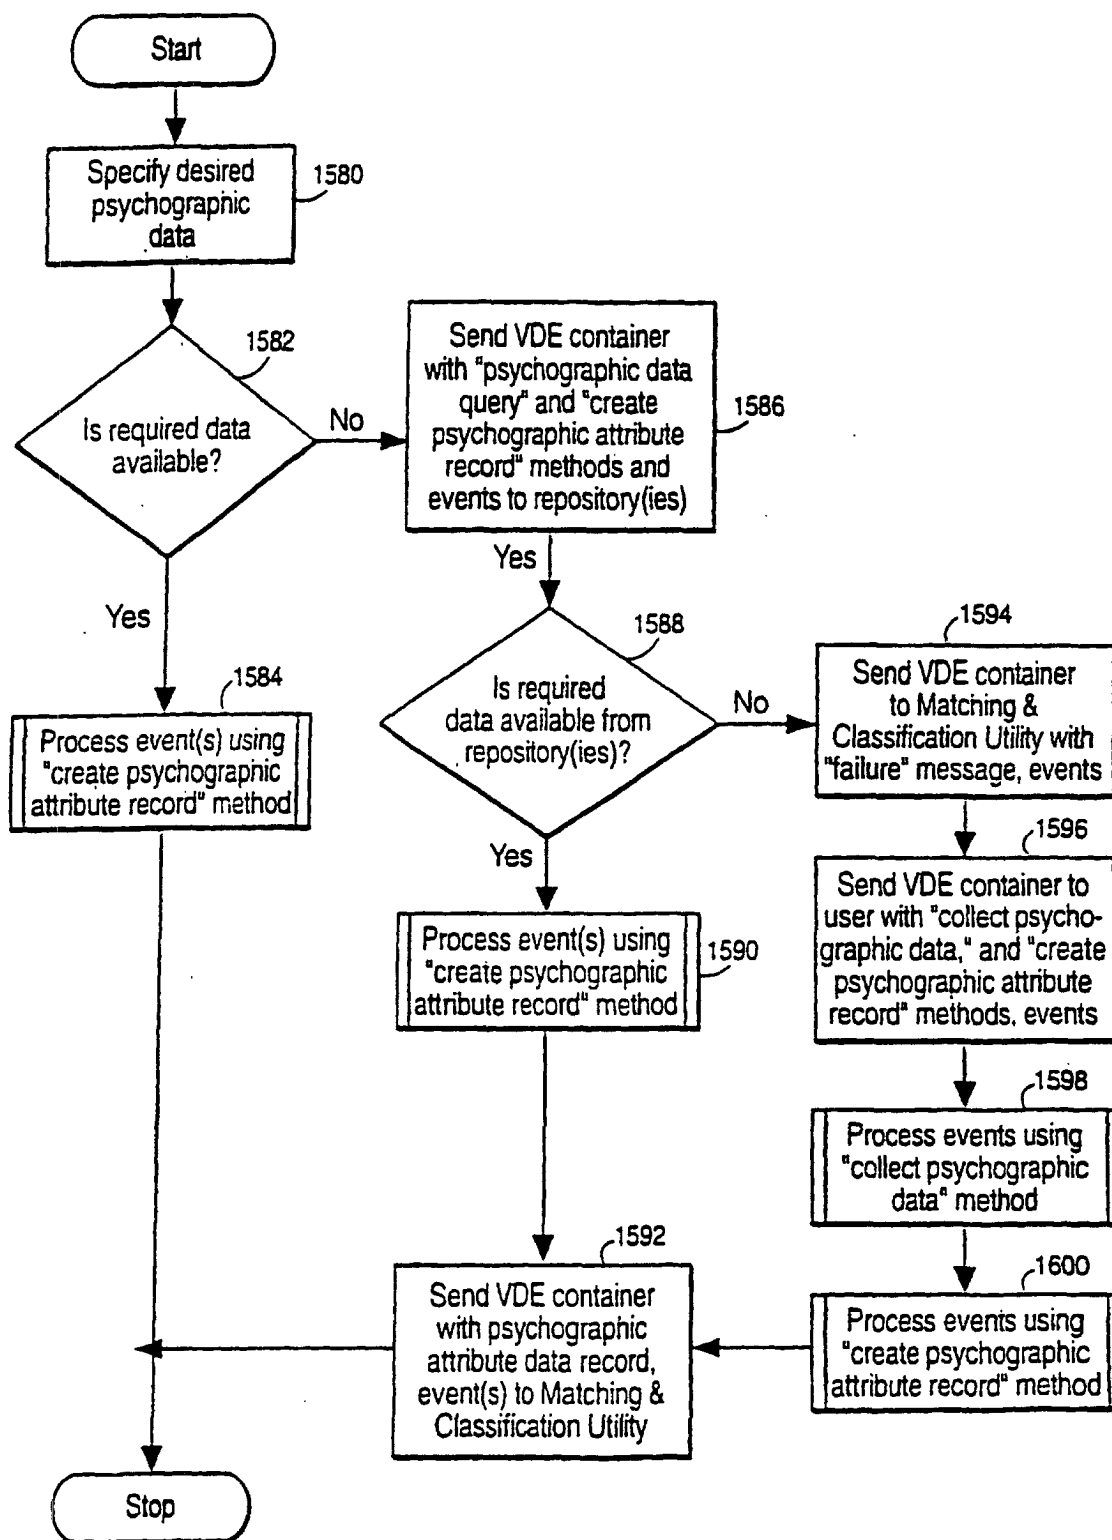 Start
Specify desired
psychographic
data
1580
1582
Is required data
available?
No
Yes
Send VDE container
with "psychographic data
query" and "create
psychographic attribute
record" methods and
events to repository(ies)
1586
Yes
1584
Process event(s) using
"create psychographic
attribute record" method
1588
Is required
data available from
repository(ies)?
No
Yes
1594
Send VDE container
to Matching &
Classification Utility with
"failure" message, events
1596
Send VDE container to
user with "collect psycho-
graphic data," and "create
psychographic attribute
record" methods, events
Process event(s) using
"create psychographic
attribute record" method
1590
1598
Process events using
"collect psychographic
data" method
1592
Send VDE container
with psychographic
attribute data record,
event(s) to Matching &
Classification Utility
1600
Process events using
"create psychographic
attribute record" method
Stop